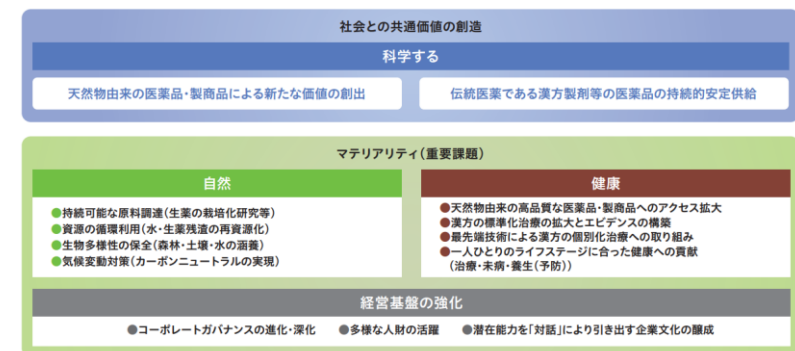 社会との共通価値の創造
科学する
天然物由来の医薬品・製商品による新たな価値の創出
伝統医薬である漢方製剤等の医薬品の持続的安定供給
マテリアリティ(重要課題)
自然
●持続可能な原料調達(生薬の栽培化研究等)
●資源の循環利用(水・生薬残渣の再資源化)
●生物多様性の保全(森林・土壌・水の涵養)
●気候変動対策(カーボンニュートラルの実現)
健康
●天然物由来の高品質な医薬品・製商品へのアクセス拡大
●漢方の標準化治療の拡大とエビデンスの構築
●最先端技術による漢方の個別化治療への取り組み
●一人ひとりのライフステージに合った健康への貢献
(治療・未病・養生(予防))
経営基盤の強化
●コーポレートガバナンスの進化・深化 ●多様な人財の活躍 ●潜在能力を「対話」により引き出す企業文化の醸成